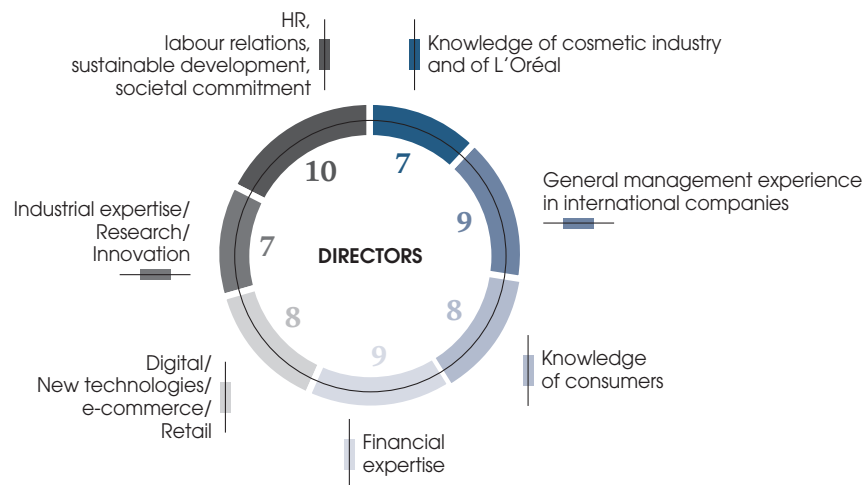 HR,
labour relations,
sustainable development,
societal commitment
Knowledge of cosmetic industry
and of L'Oréal
10
7
General management experience
in international companies
9
Industrial expertise/
Research/
Innovation
7
DIRECTORS
8
8
9
Digital/
New technologies/
e-commerce/
Retail
Knowledge
of consumers
Financial
expertise